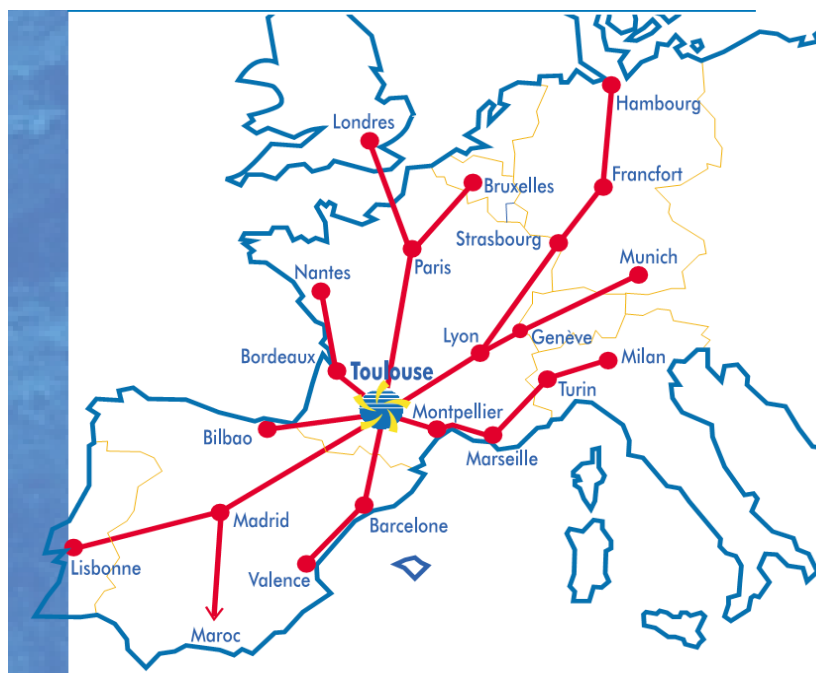 Hambourg
Londres
Bruxelles
Francfort
Strasbourg
Paris
Munich
Nantes
Lyon
Genève
Bordeaux
Toulouse
Milan
Turin
Montpellier
Bilbao
Marseille
Madrid
Barcelone
Lisbonne
Valence
Maroc